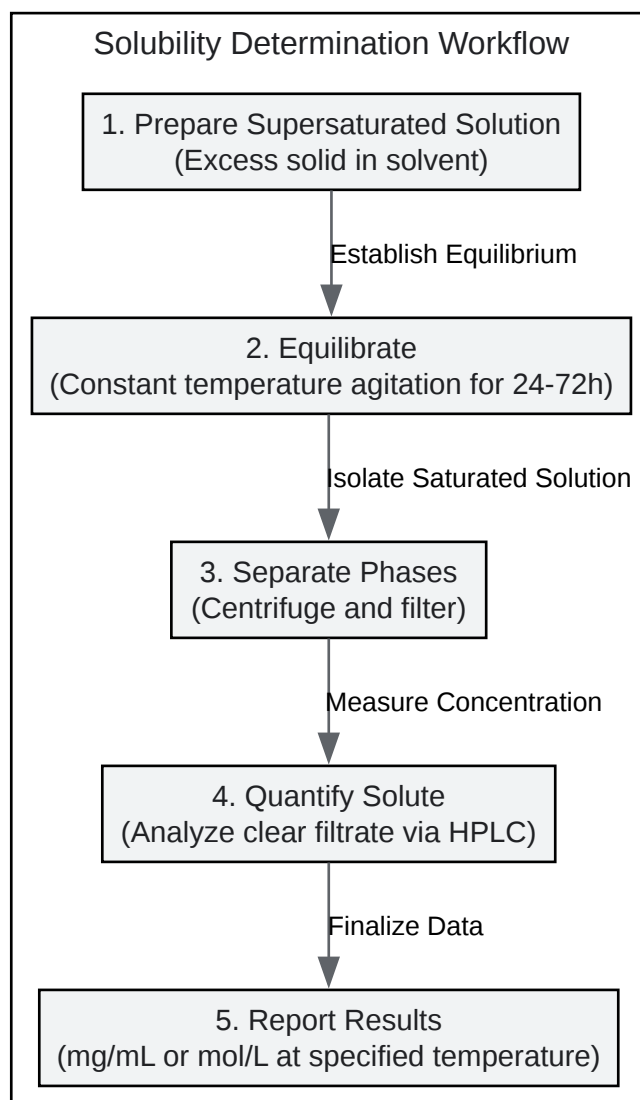 Solubility Determination Workflow
1. Prepare Supersaturated Solution
(Excess solid in solvent)
Establish Equilibrium
2. Equilibrate
(Constant temperature agitation for 24-72h)
Isolate Saturated Solution
3. Separate Phases
(Centrifuge and filter)
Measure Concentration
4. Quantify Solute
(Analyze clear filtrate via HPLC)
Finalize Data
5. Report Results
(mg/mL or mol/L at specified temperature)